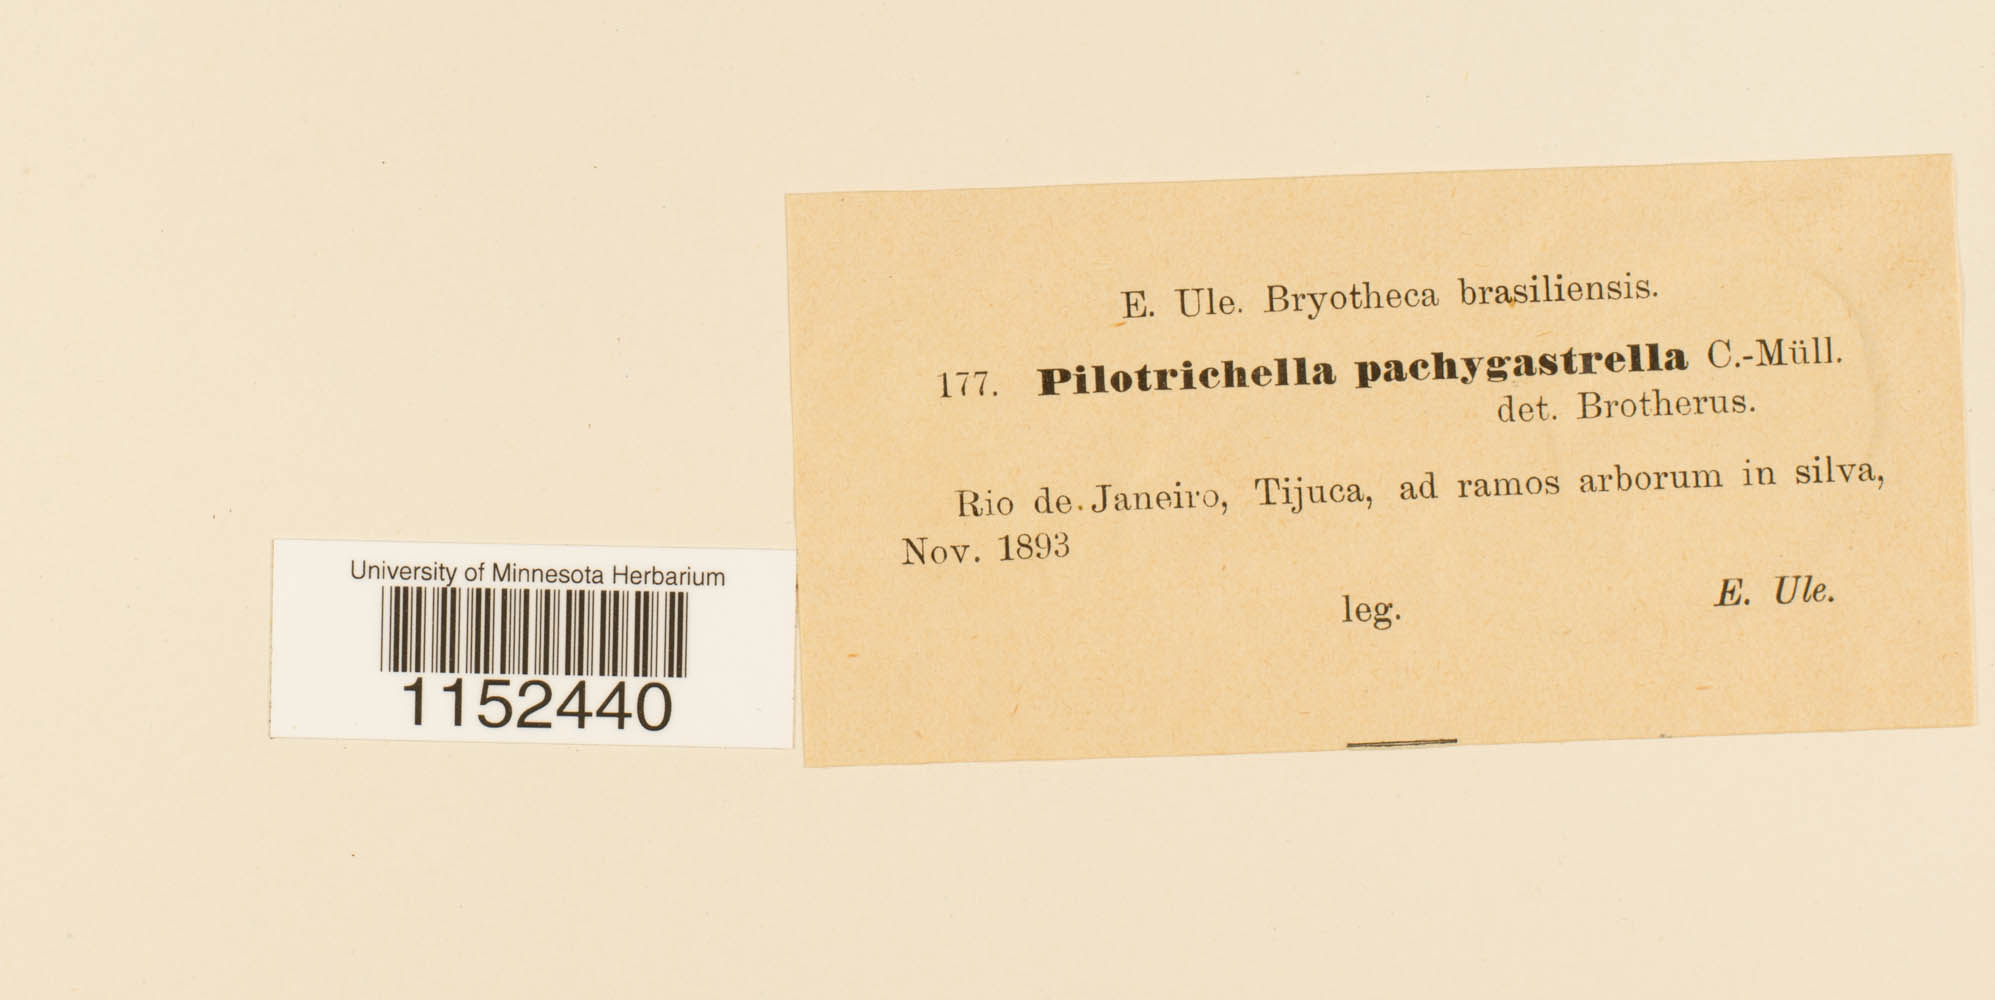 E. Ule. Bryotheca brasiliensis.
177. Pilotrichella pachygastrella C.-Müll.
det. Brotherus.
Rio de Janeiro, Tijuca, ad ramos arborum in silva,
Nov. 1893
leg. E. Ule.
University of Minnesota Herbarium
1152440